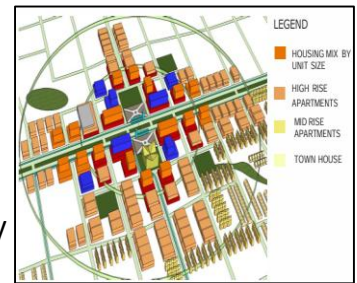 LEGEND
HOUSING MIX BY
UNIT SIZE
HIGH RISE
APARTMENTS
MID RISE
APARTMENTS
TOWN HOUSE
y